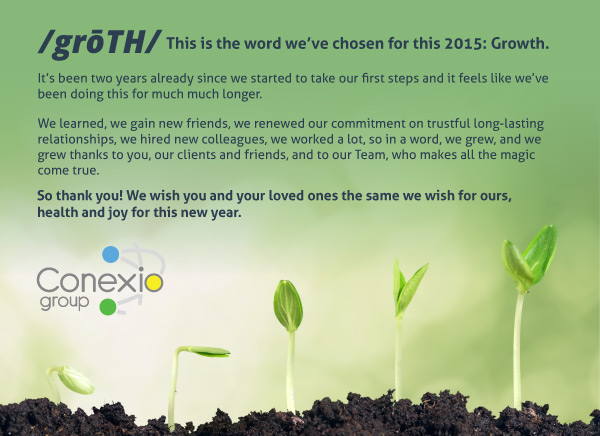 /grōTH/ This is the word we've chosen for this 2015: Growth.
It's been two years already since we started to take our first steps and it feels like we've
been doing this for much much longer.
We learned, we gain new friends, we renewed our commitment on trustful long-lasting
relationships, we hired new colleagues, we worked a lot, so in a word, we grew, and we
grew thanks to you, our clients and friends, and to our Team, who makes all the magic
come true.
So thank you! We wish you and your loved ones the same we wish for ours,
health and joy for this new year.
Conexio
group